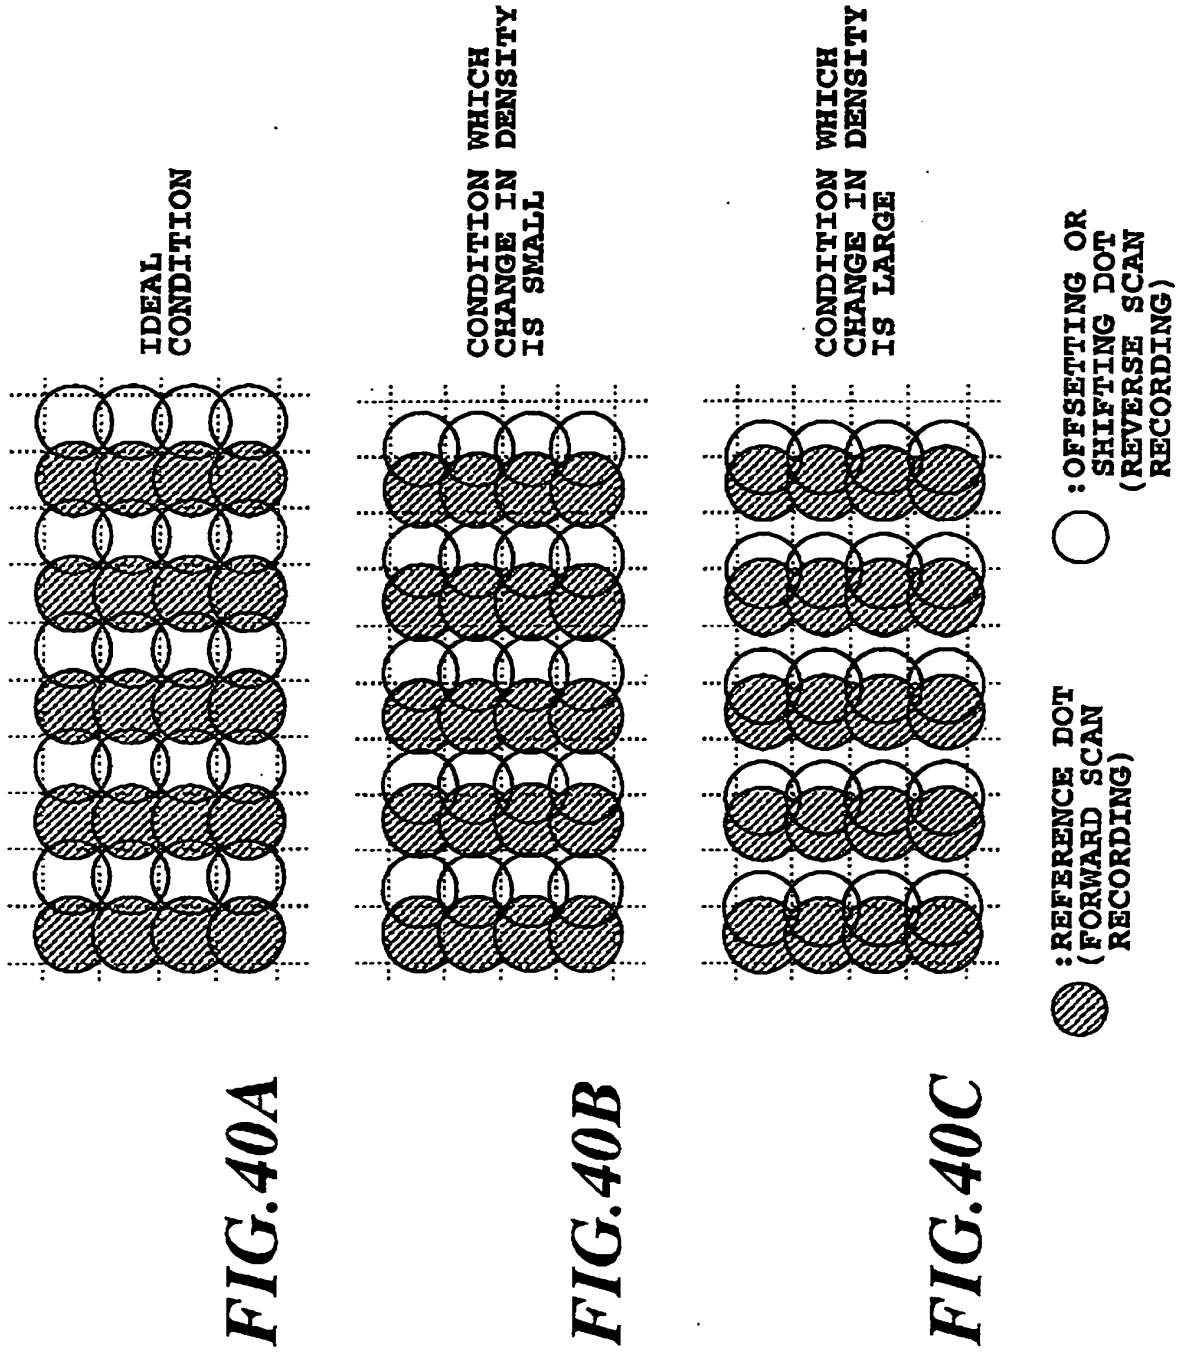 FIG.40A
IDEAL
CONDITION
FIG.40B
CONDITION WHICH
CHANGE IN DENSITY
IS SMALL
FIG.40C
CONDITION WHICH
CHANGE IN DENSITY
IS LARGE
:REFERENCE DOT
(FORWARD SCAN
RECORDING)
:OFFSETTING OR
SHIFTING DOT
(REVERSE SCAN
RECORDING)